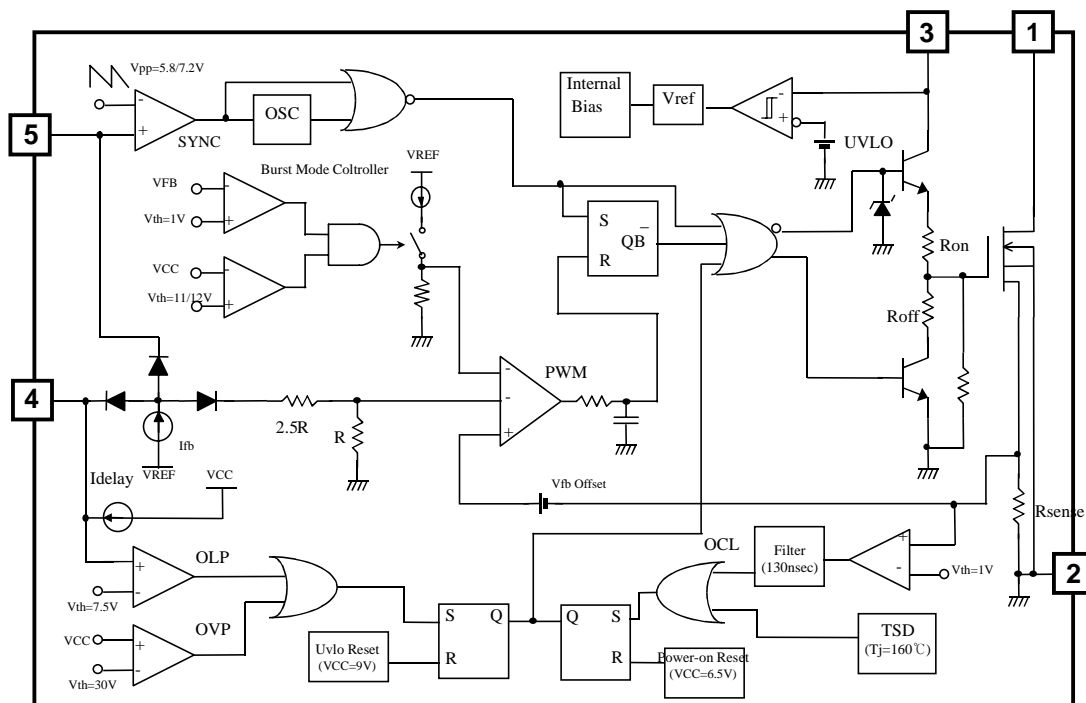 3
1
Vpp=5.8/7.2V
-
+
SYNC
OSC
5
Internal
Bias
Vref
-
+
UVLO
Burst Mode Coltroller
VREF
VFB
-
Vth=1V
+
VCC
-
Vth=11/12V
+
S
QB
R
Ron
Roff
4
2.5R
R
Ifb
VREF
-
-
+
PWM
Idelay
VCC
Vfb Offset
Rsense
OLP
+
-
Vth=7.5V
OCL
Filter
(130nsec)
+
-
Vth=1V
2
OVP
VCC
+
-
Vth=30V
S
Q
R
Uvlo Reset
(VCC=9V)
Q
S
R
Power-on Reset
(VCC=6.5V)
TSD
(Tj=160℃)